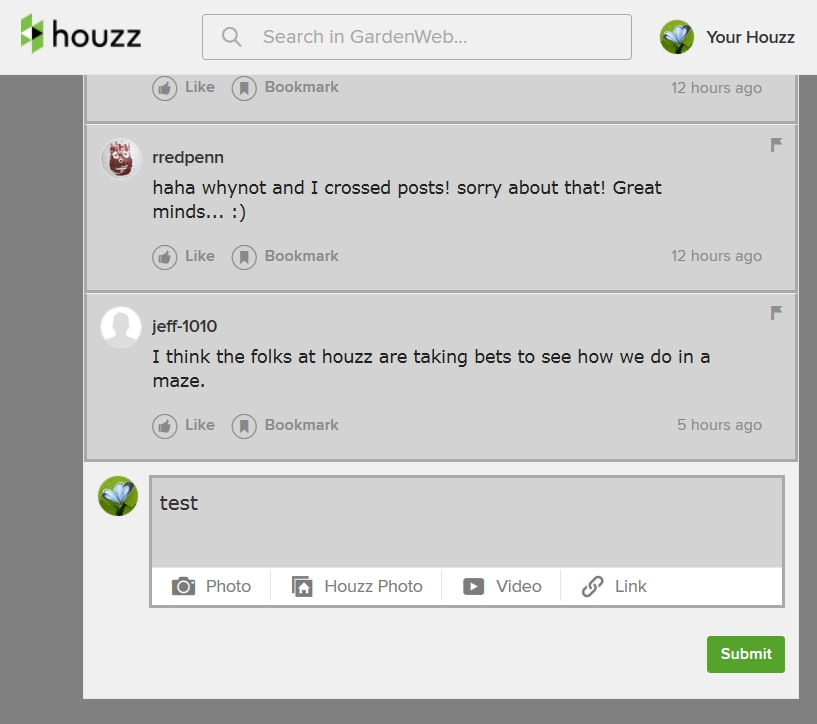 houzz
Search in GardenWeb...
Your Houzz
Like
Bookmark
12 hours ago
rredpenn
haha whynot and I crossed posts! sorry about that! Great
minds... :)
Like
Bookmark
12 hours ago
jeff-1010
I think the folks at houzz are taking bets to see how we do in a
maze.
Like
Bookmark
5 hours ago
test
Photo
Houzz Photo
Video
Link
Submit